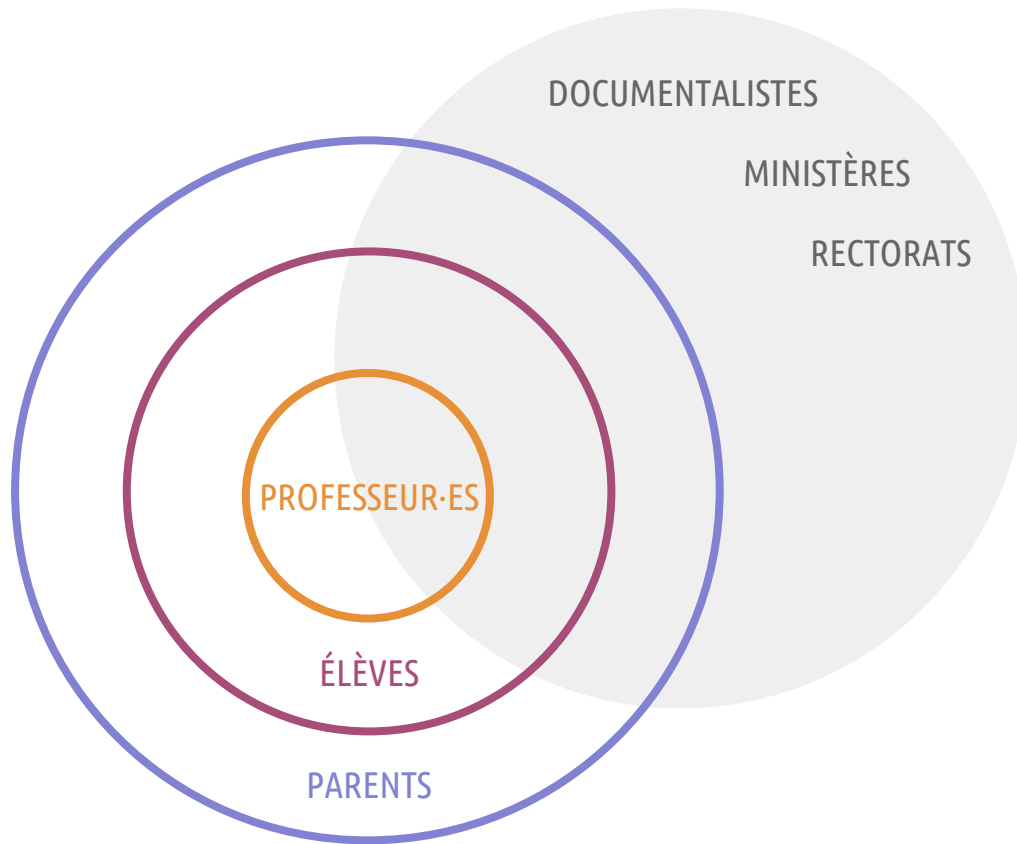 DOCUMENTALISTES
MINISTÈRES
RECTORATS
PROFESSEUR·ES
ÉLÈVES
PARENTS